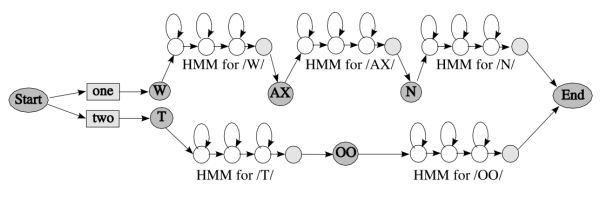 HMM for /W/ HMM for /AX/ HMM for /N/
one W AX N
Start End
two T
OO
HMM for /T/ HMM for /OO/